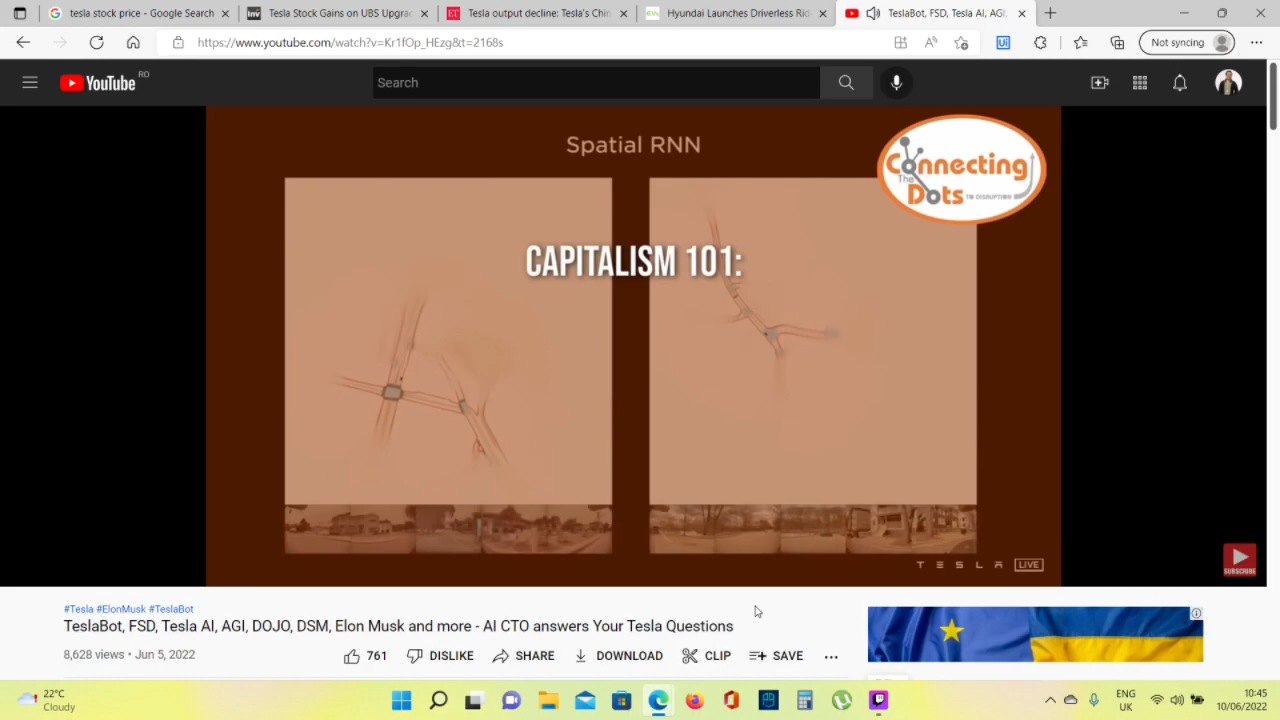 tesla stock price - Google Search
Tesla Stock Gains on UBS Upgrad
Tesla output decline: Tesla's Chin
Hyundai Launches Driverless Rid
TeslaBot, FSD, Tesla AI, AGI,
https://www.youtube.com/watch?v=Kr1fOp_HEzg&t=2168s
Not syncing
YouTube RO
Search
Spatial RNN
Connecting
The
Dots TO DISRUPTION
CAPITALISM 101:
TESLA LIVE
SUBSCRIBE
#Tesla #ElonMusk #TeslaBot
TeslaBot, FSD, Tesla AI, AGI, DOJO, DSM, Elon Musk and more - AI CTO answers Your Tesla Questions
8,628 views • Jun 5, 2022
761
DISLIKE
SHARE
DOWNLOAD
CLIP
SAVE
22°C
Cloudy
ENG
UK
10:45
10/06/2022